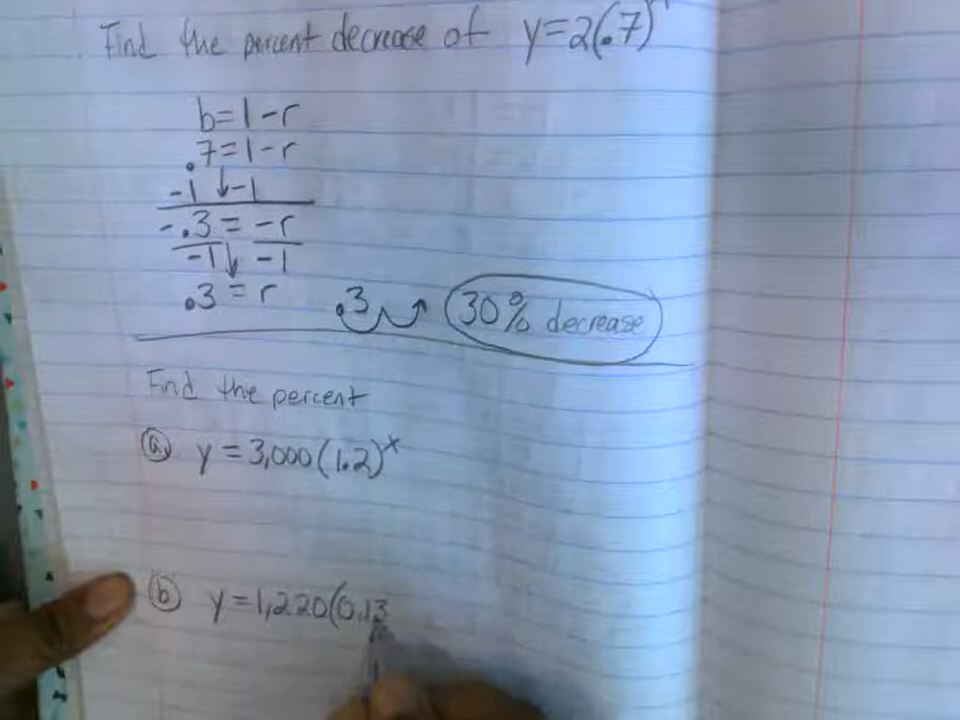 Find the percent decrease of y=2(.7)
b=1-r
.7=1-r
-1 ↓-1
-.3 = -r
-1↓ -1
.3 = r .3 30% decrease
Find the percent
(a) y = 3,000(1.2)^x
(b) y = 1,220(0.13